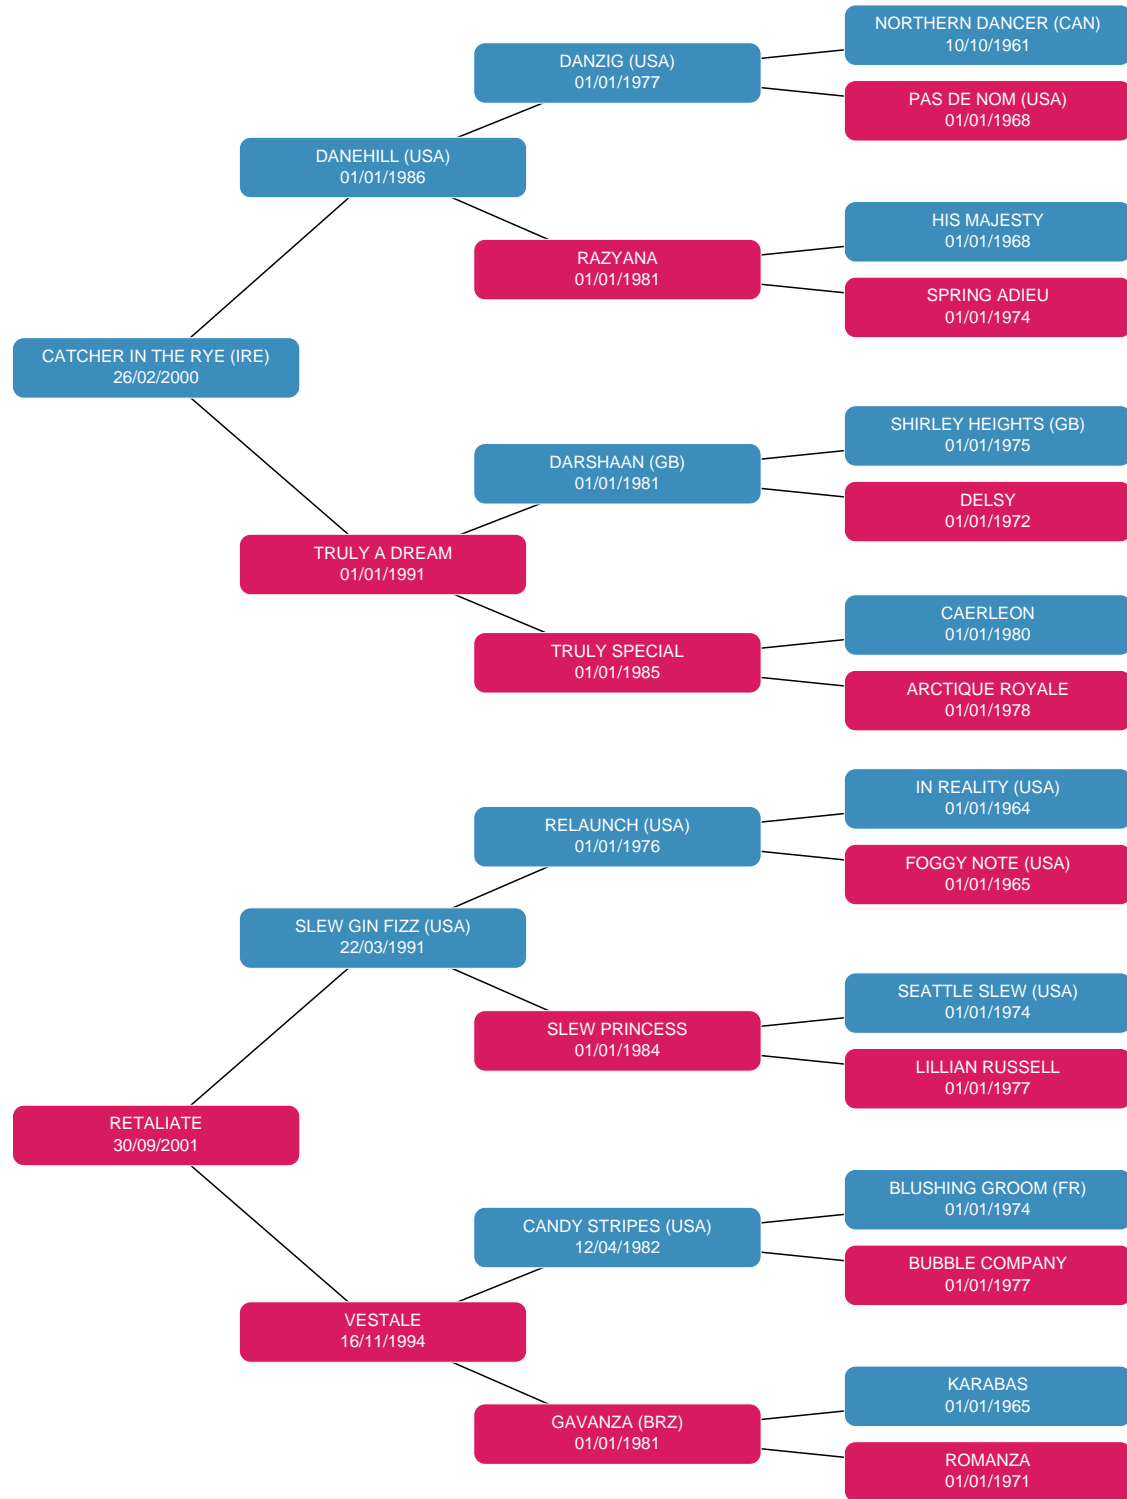 NORTHERN DANCER (CAN)
10/10/1961
DANZIG (USA)
01/01/1977
PAS DE NOM (USA)
01/01/1968
DANEHILL (USA)
01/01/1986
HIS MAJESTY
01/01/1968
RAZYANA
01/01/1981
SPRING ADIEU
01/01/1974
CATCHER IN THE RYE (IRE)
26/02/2000
SHIRLEY HEIGHTS (GB)
01/01/1975
DARSHAAN (GB)
01/01/1981
DELSY
01/01/1972
TRULY A DREAM
01/01/1991
CAERLEON
01/01/1980
TRULY SPECIAL
01/01/1985
ARCTIQUE ROYALE
01/01/1978
IN REALITY (USA)
01/01/1964
RELAUNCH (USA)
01/01/1976
FOGGY NOTE (USA)
01/01/1965
SLEW GIN FIZZ (USA)
22/03/1991
SEATTLE SLEW (USA)
01/01/1974
SLEW PRINCESS
01/01/1984
LILLIAN RUSSELL
01/01/1977
RETALIATE
30/09/2001
BLUSHING GROOM (FR)
01/01/1974
CANDY STRIPES (USA)
12/04/1982
BUBBLE COMPANY
01/01/1977
VESTALE
16/11/1994
KARABAS
01/01/1965
GAVANZA (BRZ)
01/01/1981
ROMANZA
01/01/1971